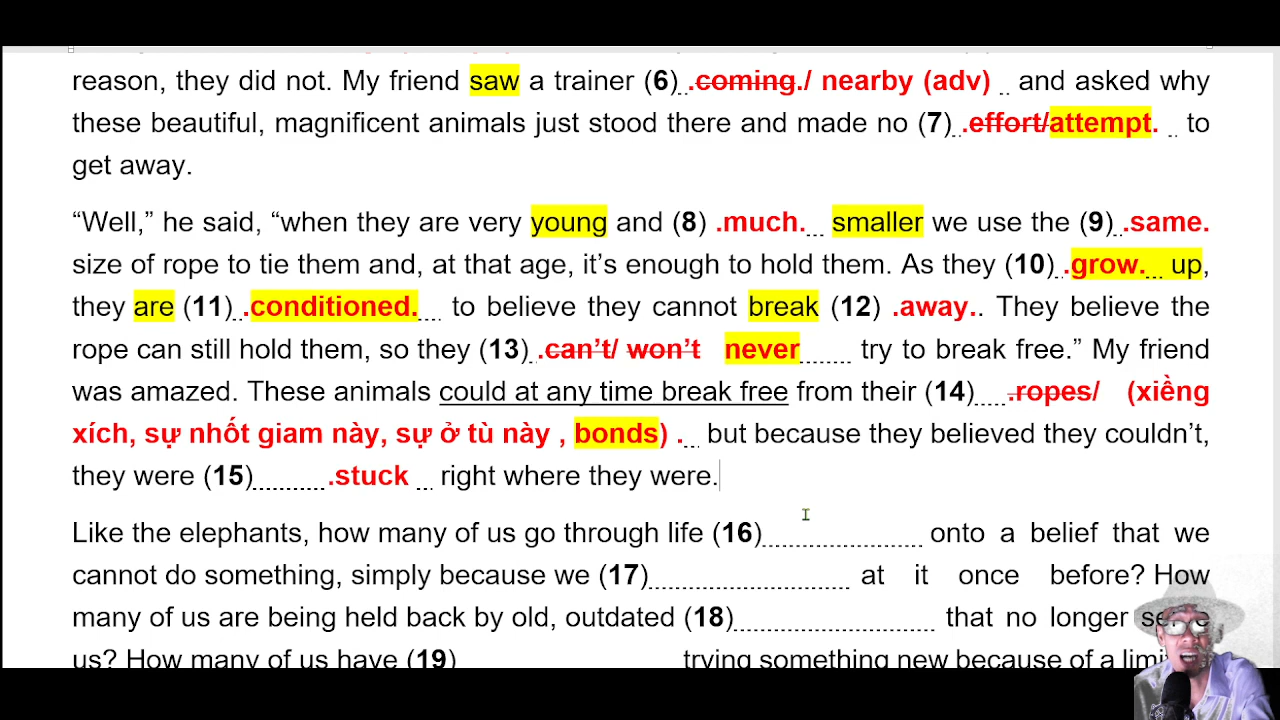 reason, they did not. My friend saw a trainer (6) .coming./ nearby (adv) and asked why
these beautiful, magnificent animals just stood there and made no (7) .effort/attempt. to
get away.
“Well,” he said, “when they are very young and (8) .much. smaller we use the (9) .same.
size of rope to tie them and, at that age, it’s enough to hold them. As they (10) .grow. up,
they are (11) .conditioned. to believe they cannot break (12) .away.. They believe the
rope can still hold them, so they (13) .can’t/ won’t never try to break free.” My friend
was amazed. These animals could at any time break free from their (14) .ropes/ (xiềng
xích, sự nhốt giam này, sự ở tù này , bonds) . but because they believed they couldn’t,
they were (15) .stuck right where they were.
Like the elephants, how many of us go through life (16) onto a belief that we
cannot do something, simply because we (17) at it once before? How
many of us are being held back by old, outdated (18) that no longer
us? How many of us have (19) trying something new because of a